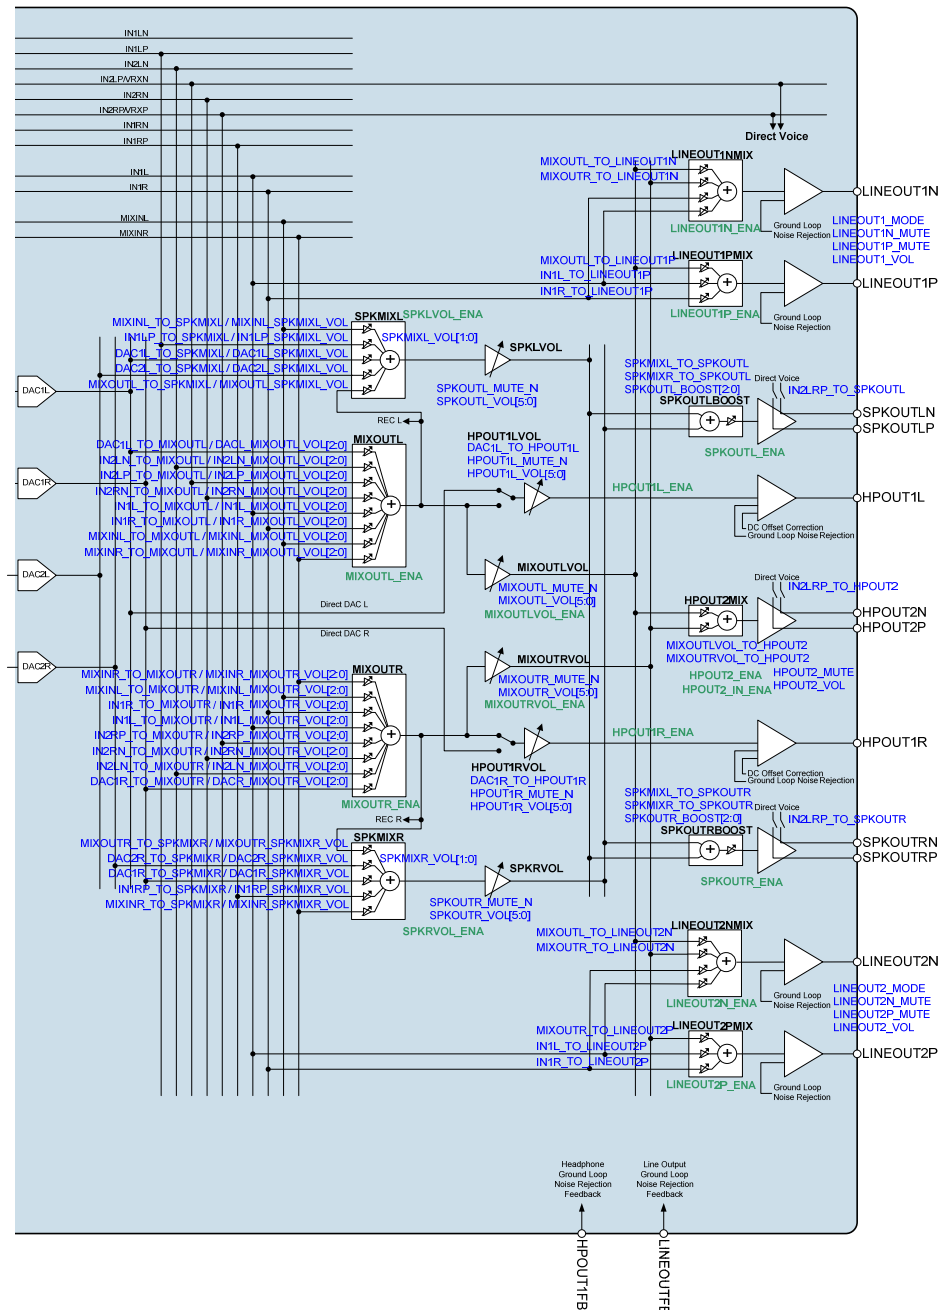 IN1LN
IN1LP
IN2LN
IN2LP/VRXN
IN2RN
IN2RP/VRXP
IN1RN
IN1RP
IN1L
IN1R
MIXINL
MIXINR
Direct Voice
LINEOUT1NMIX
MIXOUTL_TO_LINEOUT1N
MIXOUTR_TO_LINEOUT1N
LINEOUT1N
Ground Loop
Noise Rejection
LINEOUT1N_ENA
LINEOUT1_MODE
LINEOUT1N_MUTE
LINEOUT1P_MUTE
LINEOUT1_VOL
LINEOUT1PMIX
MIXOUTL_TO_LINEOUT1P
IN1L_TO_LINEOUT1P
IN1R_TO_LINEOUT1P
LINEOUT1P
LINEOUT1P_ENA
Ground Loop
Noise Rejection
SPKMIXL
SPKLVOL_ENA
MIXINL_TO_SPKMIXL / MIXINL_SPKMIXL_VOL
IN1LP_TO_SPKMIXL / IN1LP_SPKMIXL_VOL
DAC1L_TO_SPKMIXL / DAC1L_SPKMIXL_VOL
DAC2L_TO_SPKMIXL / DAC2L_SPKMIXL_VOL
MIXOUTL_TO_SPKMIXL / MIXOUTL_SPKMIXL_VOL
SPKMIXL_VOL[1:0]
SPKLVOL
SPKOUTL_MUTE_N
SPKOUTL_VOL[5:0]
SPKMIXL_TO_SPKOUTL
SPKMIXR_TO_SPKOUTL
SPKOUTL_BOOST[2:0]
SPKOUTLBOOST
Direct Voice
IN2LRP_TO_SPKOUTL
SPKOUTLN
SPKOUTLP
SPKOUTL_ENA
DAC1L
REC L
MIXOUTL
DAC1L_TO_MIXOUTL / DACL_MIXOUTL_VOL[2:0]
IN2LN_TO_MIXOUTL / IN2LN_MIXOUTL_VOL[2:0]
IN2LP_TO_MIXOUTL / IN2LP_MIXOUTL_VOL[2:0]
IN2RN_TO_MIXOUTL / IN2RN_MIXOUTL_VOL[2:0]
IN1L_TO_MIXOUTL / IN1L_MIXOUTL_VOL[2:0]
IN1R_TO_MIXOUTL / IN1R_MIXOUTL_VOL[2:0]
MIXINL_TO_MIXOUTL / MIXINL_MIXOUTL_VOL[2:0]
MIXINR_TO_MIXOUTL / MIXINR_MIXOUTL_VOL[2:0]
MIXOUTL_ENA
DAC1R
HPOUT1LVOL
DAC1L_TO_HPOUT1L
HPOUT1L_MUTE_N
HPOUT1L_VOL[5:0]
HPOUT1L_ENA
HPOUT1L
DC Offset Correction
Ground Loop Noise Rejection
DAC2L
MIXOUTLVOL
MIXOUTL_MUTE_N
MIXOUTL_VOL[5:0]
MIXOUTLVOL_ENA
Direct DAC L
Direct DAC R
Direct Voice
IN2LRP_TO_HPOUT2
HPOUT2MIX
HPOUT2N
HPOUT2P
MIXOUTLVOL_TO_HPOUT2
MIXOUTRVOL_TO_HPOUT2
HPOUT2_ENA
HPOUT2_IN_ENA
HPOUT2_MUTE
HPOUT2_VOL
DAC2R
MIXOUTRVOL
MIXOUTR_MUTE_N
MIXOUTR_VOL[5:0]
MIXOUTRVOL_ENA
MIXOUTR
MIXINR_TO_MIXOUTR / MIXINR_MIXOUTR_VOL[2:0]
MIXINL_TO_MIXOUTR / MIXINL_MIXOUTR_VOL[2:0]
IN1R_TO_MIXOUTR / IN1R_MIXOUTR_VOL[2:0]
IN1L_TO_MIXOUTR / IN1L_MIXOUTR_VOL[2:0]
IN2RP_TO_MIXOUTR / IN2RP_MIXOUTR_VOL[2:0]
IN2RN_TO_MIXOUTR / IN2RN_MIXOUTR_VOL[2:0]
IN2LN_TO_MIXOUTR / IN2LN_MIXOUTR_VOL[2:0]
DAC1R_TO_MIXOUTR / DACR_MIXOUTR_VOL[2:0]
MIXOUTR_ENA
HPOUT1R_ENA
HPOUT1R
DC Offset Correction
Ground Loop Noise Rejection
HPOUT1RVOL
DAC1R_TO_HPOUT1R
HPOUT1R_MUTE_N
HPOUT1R_VOL[5:0]
REC R
SPKMIXR
MIXOUTR_TO_SPKMIXR / MIXOUTR_SPKMIXR_VOL
DAC2R_TO_SPKMIXR / DAC2R_SPKMIXR_VOL
DAC1R_TO_SPKMIXR / DAC1R_SPKMIXR_VOL
IN1RP_TO_SPKMIXR / IN1RP_SPKMIXR_VOL
MIXINR_TO_SPKMIXR / MIXINR_SPKMIXR_VOL
SPKMIXR_VOL[1:0]
SPKRVOL
SPKOUTR_MUTE_N
SPKOUTR_VOL[5:0]
SPKRVOL_ENA
SPKMIXL_TO_SPKOUTR
SPKMIXR_TO_SPKOUTR
SPKOUTR_BOOST[2:0]
SPKOUTRBOOST
Direct Voice
IN2LRP_TO_SPKOUTR
SPKOUTRN
SPKOUTRP
SPKOUTR_ENA
LINEOUT2NMIX
MIXOUTL_TO_LINEOUT2N
MIXOUTR_TO_LINEOUT2N
LINEOUT2N
LINEOUT2N_ENA
Ground Loop
Noise Rejection
LINEOUT2_MODE
LINEOUT2N_MUTE
LINEOUT2P_MUTE
LINEOUT2_VOL
LINEOUT2PMIX
MIXOUTR_TO_LINEOUT2P
IN1L_TO_LINEOUT2P
IN1R_TO_LINEOUT2P
LINEOUT2P
LINEOUT2P_ENA
Ground Loop
Noise Rejection
Headphone
Ground Loop
Noise Rejection
Feedback
Line Output
Ground Loop
Noise Rejection
Feedback
HPOUT1FB
LINEOUTFB